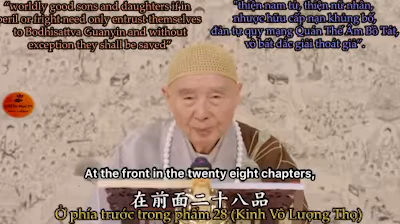 “worldly good sons and daughters if in
peril or fright need only entrust themselves
to Bodhisattva Guanyin and without
exception they shall be saved”
“thiện nam tử, thiện nữ nhân,
nhược hữu cấp nạn khủng bố,
đản tự quy mạng Quán Thế Âm Bồ Tát,
vô bất đắc giải thoát giả”.
At the front in the twenty eight chapters,
在前面二十八品
Ở phía trước trong phẩm 28 (Kinh Vô Lượng Thọ)